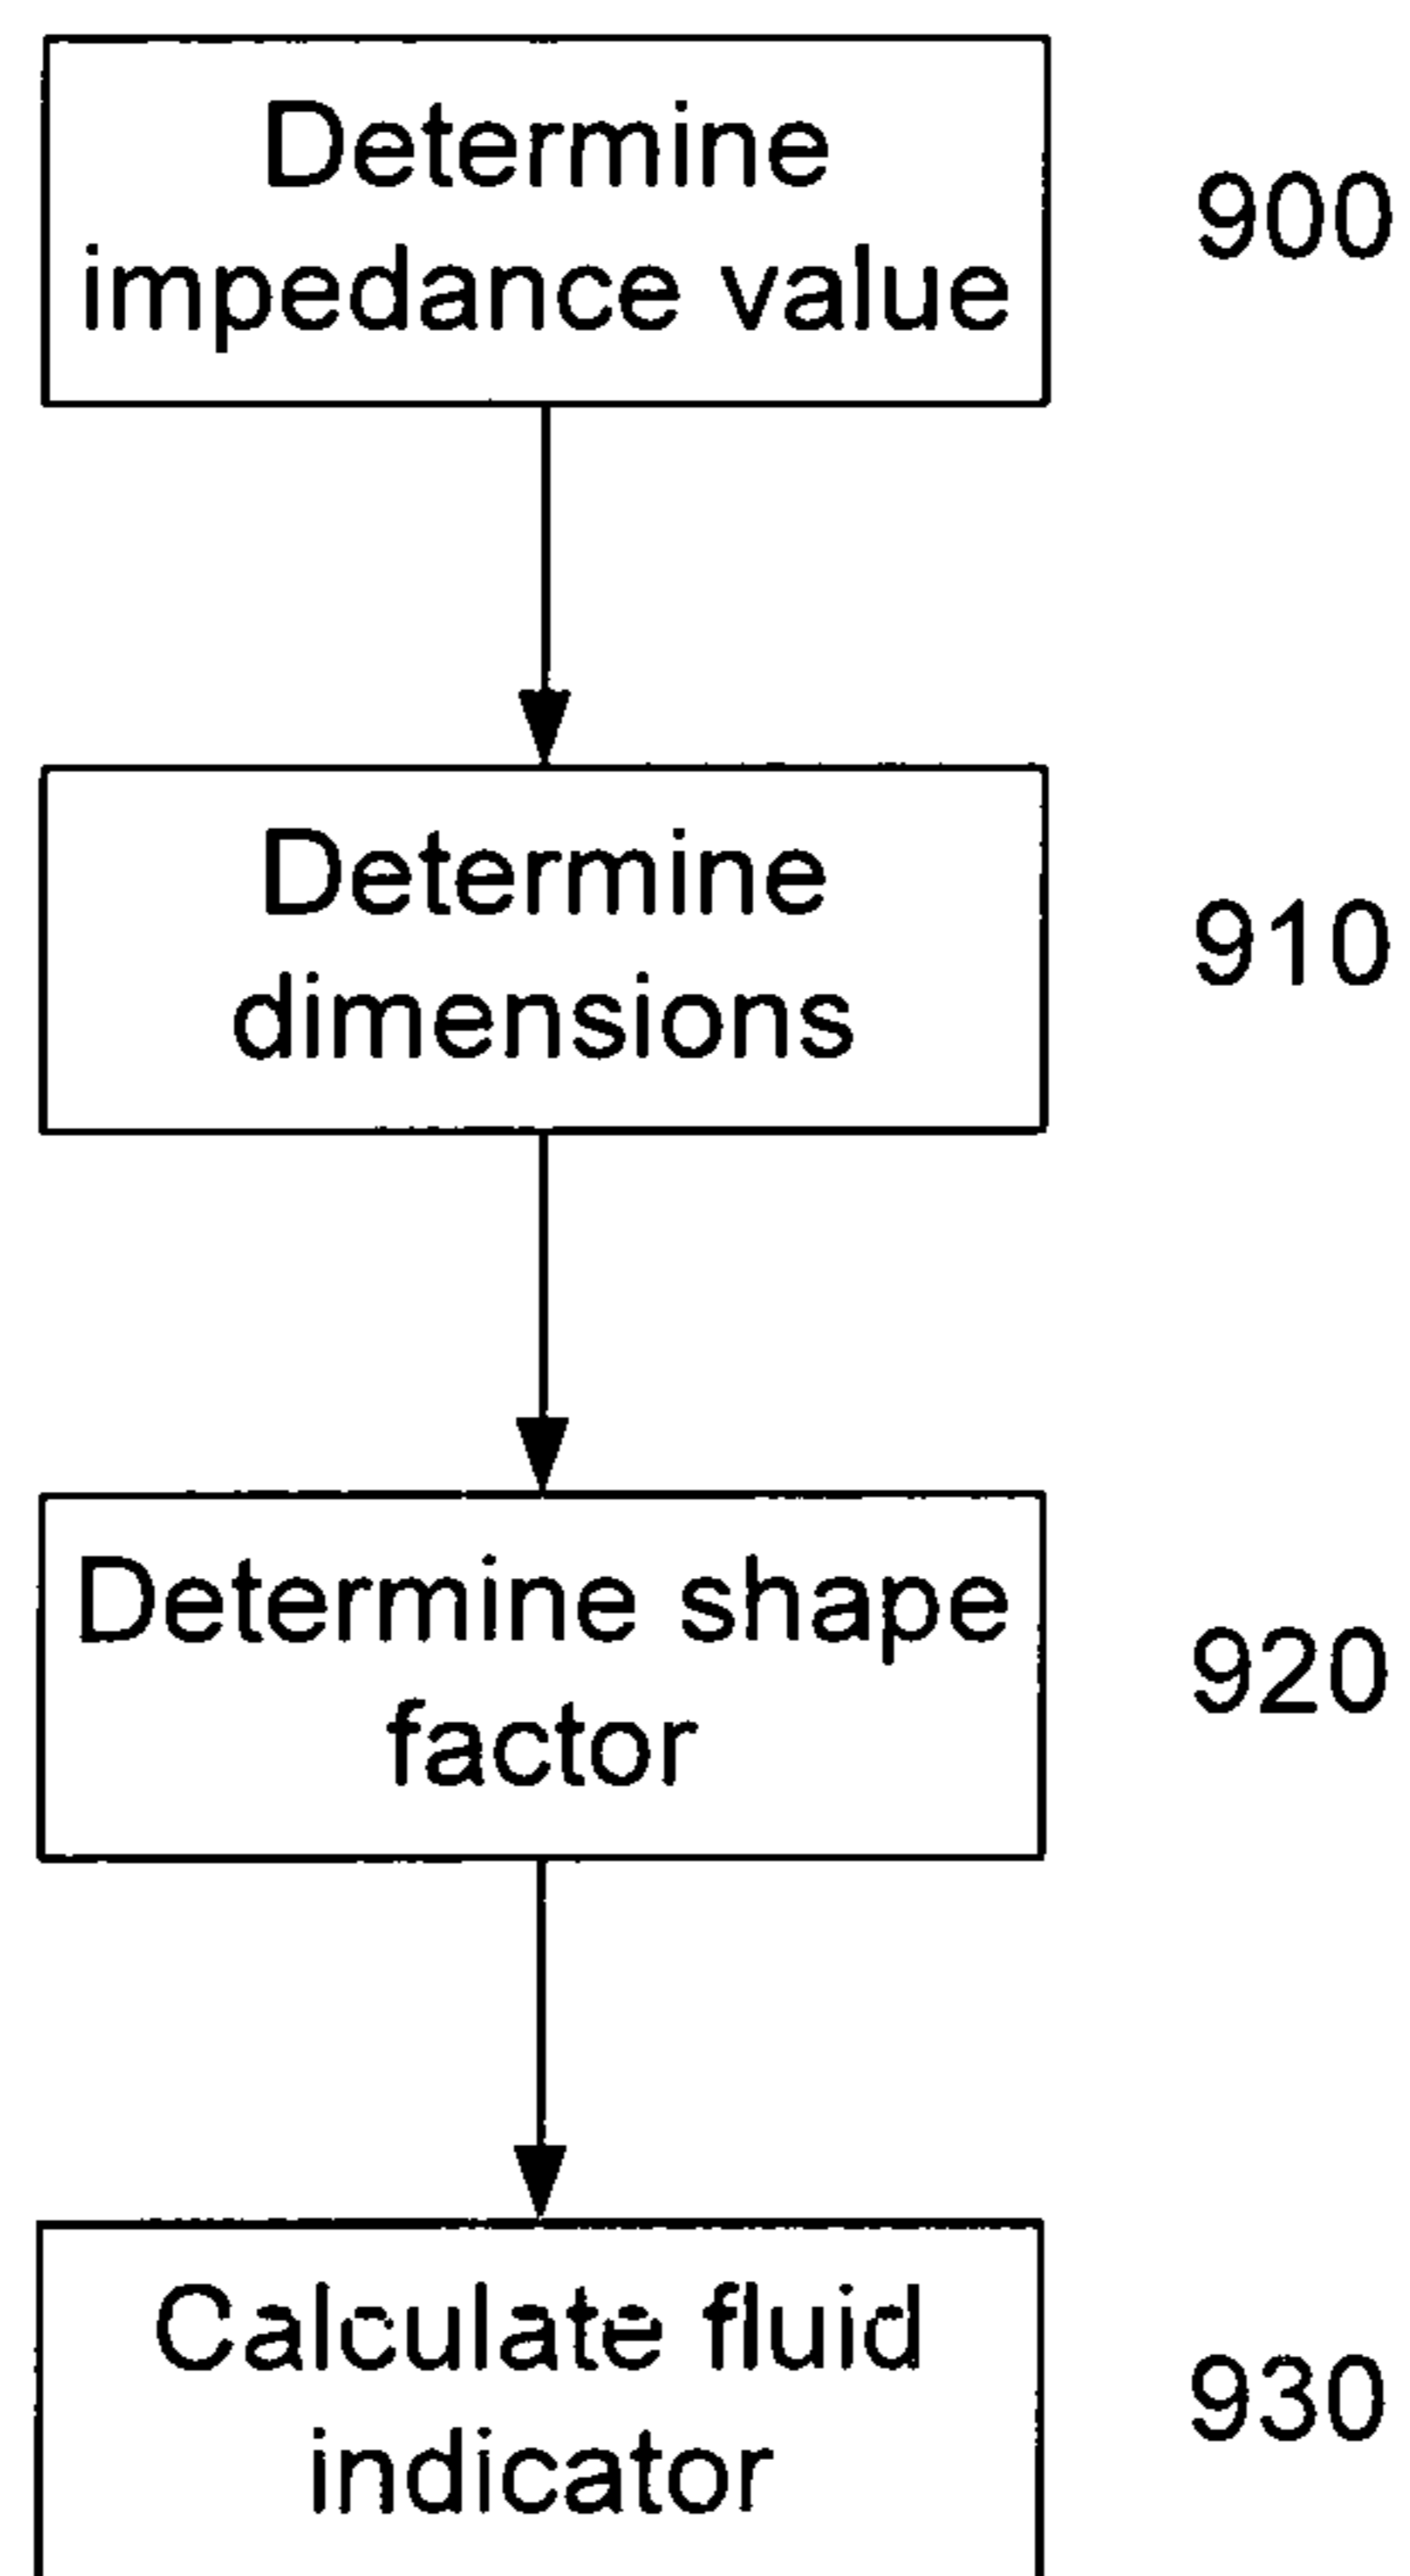 Determine
impedance value
900
Determine
dimensions
910
Determine shape
factor
920
Calculate fluid
indicator
930